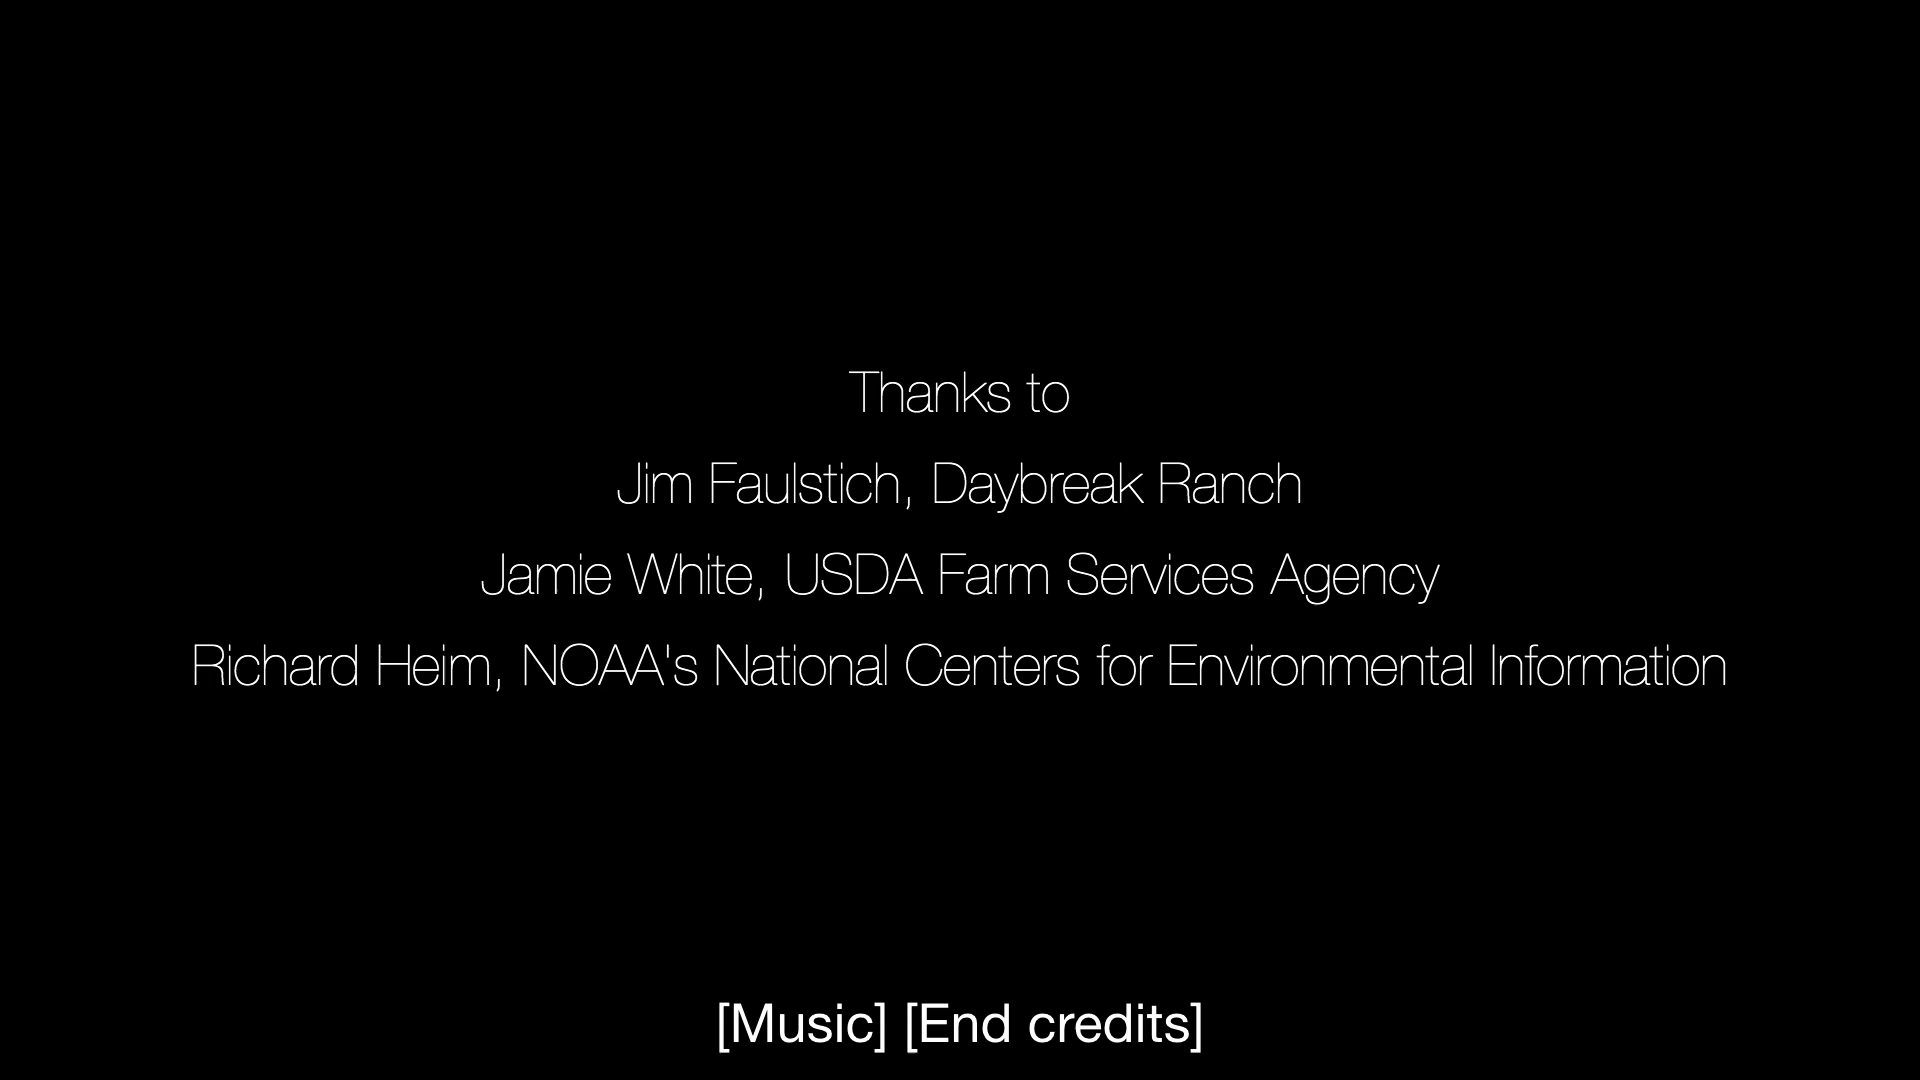 Thanks to
Jim Faulstich, Daybreak Ranch
Jamie White, USDA Farm Services Agency
Richard Heim, NOAA's National Centers for Environmental Information
[Music] [End credits]